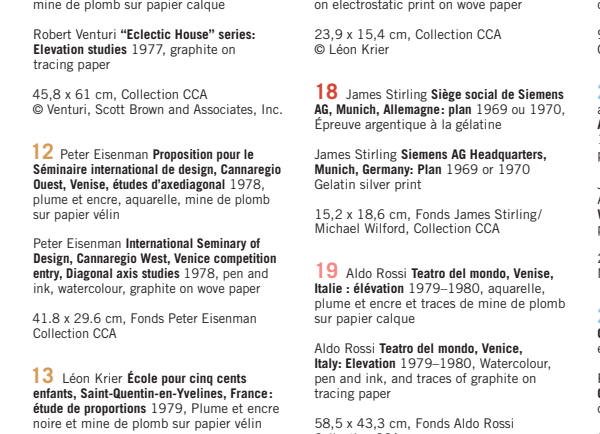 mine de plomb sur papier calque
Robert Venturi “Eclectic House” series:
Elevation studies 1977, graphite on
tracing paper
45,8 x 61 cm, Collection CCA
© Venturi, Scott Brown and Associates, Inc.
12 Peter Eisenman Proposition pour le
Séminaire international de design, Cannaregio
Ouest, Venise, études d’axediagonal 1978,
plume et encre, aquarelle, mine de plomb
sur papier vélin
Peter Eisenman International Seminary of
Design, Cannaregio West, Venice competition
entry, Diagonal axis studies 1978, pen and
ink, watercolour, graphite on wove paper
41.8 x 29.6 cm, Fonds Peter Eisenman
Collection CCA
13 Léon Krier École pour cinq cents
enfants, Saint-Quentin-en-Yvelines, France:
étude de proportions 1979, Plume et encre
noire et mine de plomb sur papier vélin
on electrostatic print on wove paper
23,9 x 15,4 cm, Collection CCA
© Léon Krier
18 James Stirling Siège social de Siemens
AG, Munich, Allemagne: plan 1969 ou 1970,
Épreuve argentique à la gélatine
James Stirling Siemens AG Headquarters,
Munich, Germany: Plan 1969 or 1970
Gelatin silver print
15,2 x 18,6 cm, Fonds James Stirling/
Michael Wilford, Collection CCA
19 Aldo Rossi Teatro del mondo, Venise,
Italie : élévation 1979–1980, aquarelle,
plume et encre et traces de mine de plomb
sur papier calque
Aldo Rossi Teatro del mondo, Venice,
Italy: Elevation 1979–1980, Watercolour,
pen and ink, and traces of graphite on
tracing paper
58,5 x 43,3 cm, Fonds Aldo Rossi